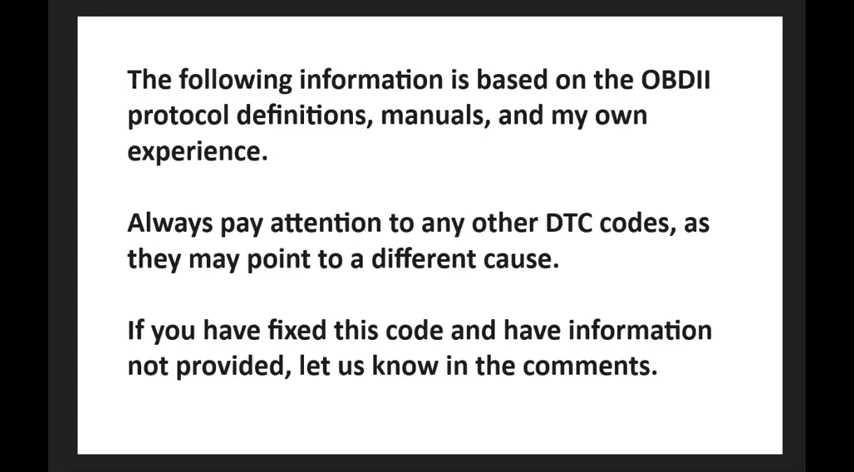 The following information is based on the OBDII
protocol definitions, manuals, and my own
experience.
Always pay attention to any other DTC codes, as
they may point to a different cause.
If you have fixed this code and have information
not provided, let us know in the comments.